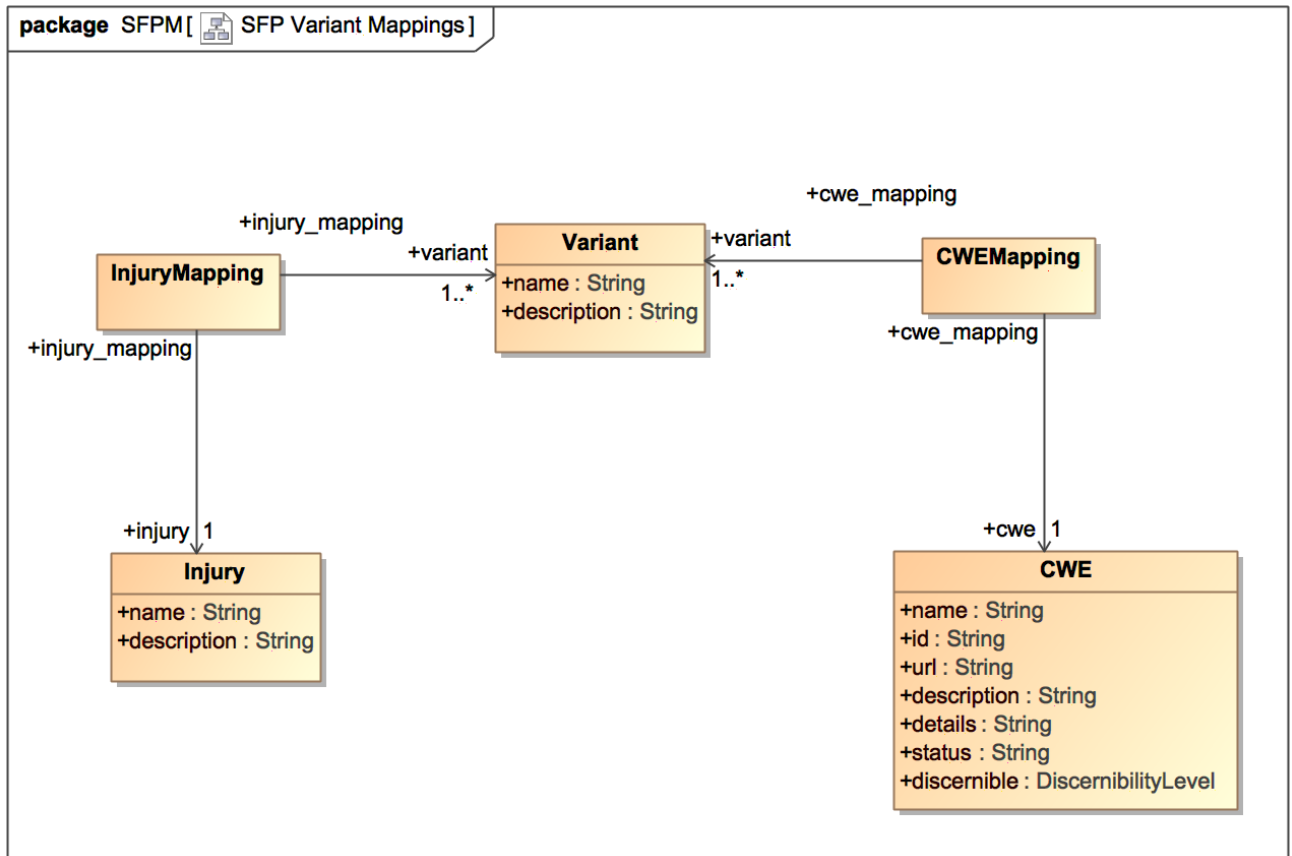 package SFPM[ SFP Variant Mappings]
+cwe_mapping
+injury_mapping
+variant
1..*
InjuryMapping
+injury_mapping
Variant
+name : String
+description : String
+variant
1..*
CWEMapping
+cwe_mapping
+injury 1
Injury
+name : String
+description : String
+cwe 1
CWE
+name : String
+id : String
+url : String
+description : String
+details : String
+status : String
+discernible : DiscernibilityLevel